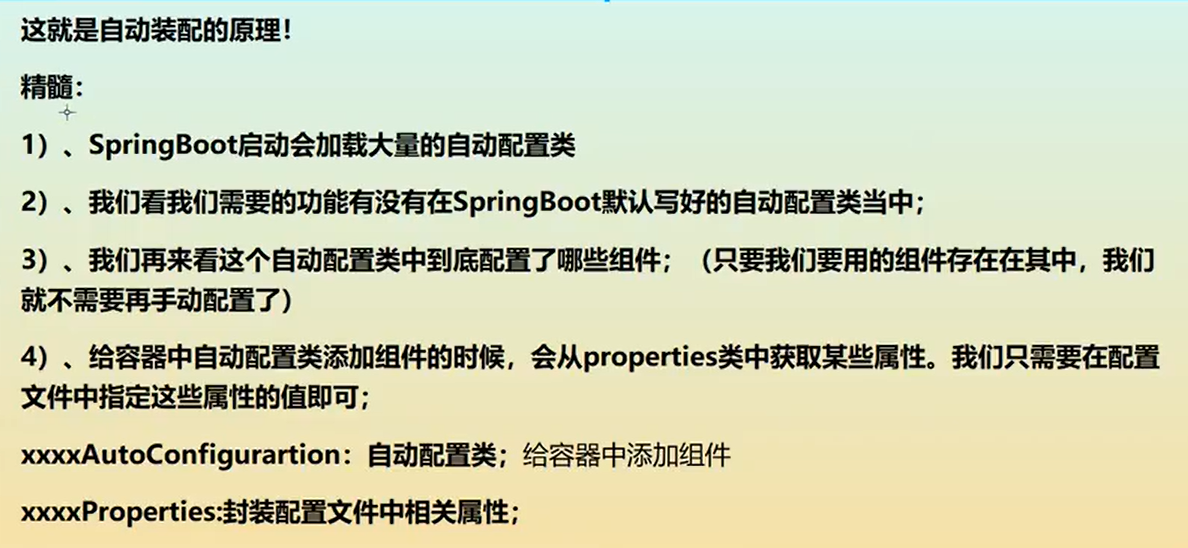 这就是自动装配的原理！
精髓：
1）、SpringBoot启动会加载大量的自动配置类
2）、我们看我们需要的功能有没有在SpringBoot默认写好的自动配置类当中；
3）、我们再来看这个自动配置类中到底配置了哪些组件；（只要我们要用的组件存在在其中，我们
就不需要再手动配置了）
4）、给容器中自动配置类添加组件的时候，会从properties类中获取某些属性。我们只需要在配置
文件中指定这些属性的值即可；
xxxxAutoConfigurartion：自动配置类；给容器中添加组件
xxxxProperties:封装配置文件中相关属性；